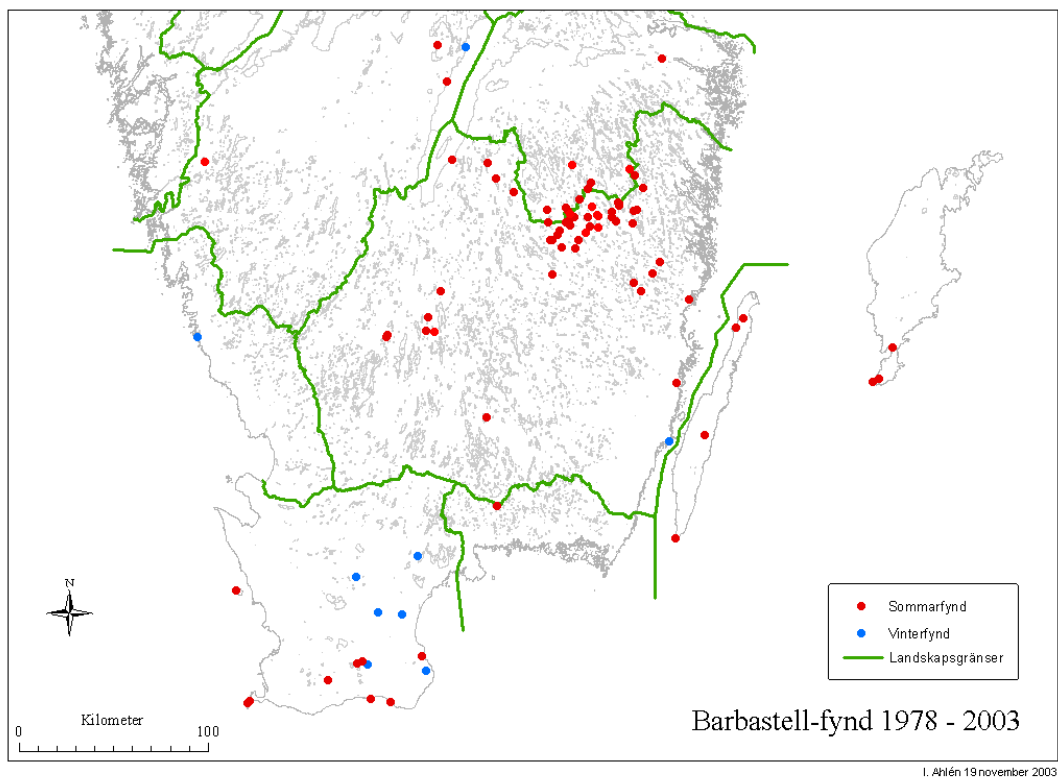 N
Sommarfynd
Vinterfynd
Landskapsgränser
Kilometer
0 100
Barbastell-fynd 1978 - 2003
I. Ahlén 19 november 2003